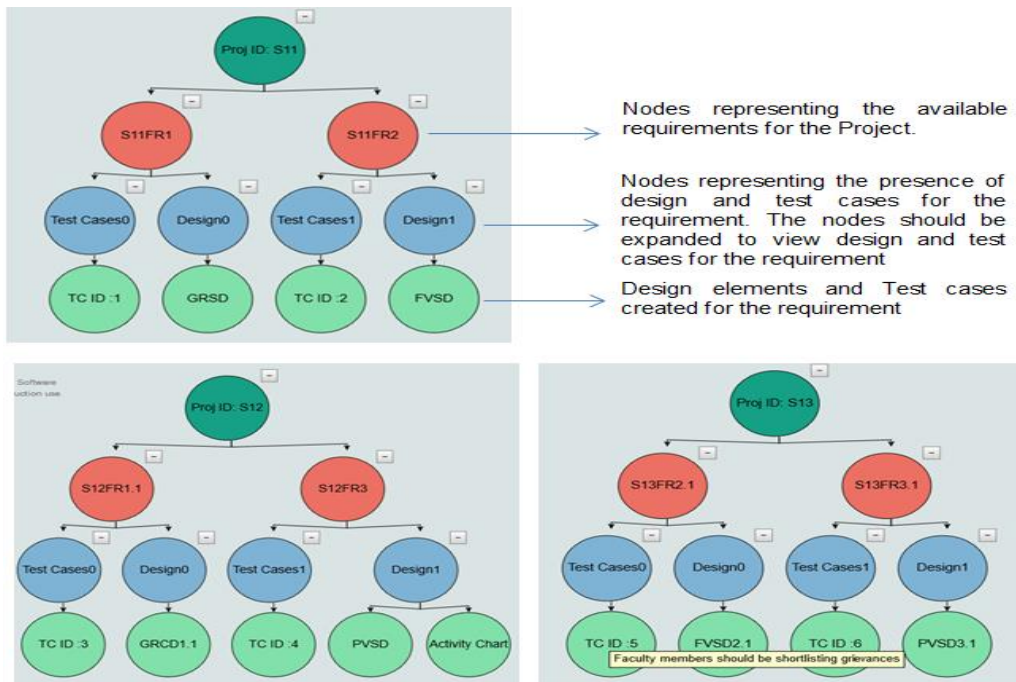 Proj ID: S11
S11FR1
S11FR2
Test Cases0
Design0
Test Cases1
Design1
TC ID :1
GRSD
TC ID :2
FVSD
Nodes representing the available
requirements for the Project.
Nodes representing the presence of
design and test cases for the
requirement. The nodes should be
expanded to view design and test
cases for the requirement
Design elements and Test cases
created for the requirement
Software
uction use
Proj ID: S12
S12FR1.1
S12FR3
Test Cases0
Design0
Test Cases1
Design1
TC ID :3
GRCD1.1
TC ID :4
PVSD
Activity Chart
Proj ID: S13
S13FR2.1
S13FR3.1
Test Cases0
Design0
Test Cases1
Design1
TC ID :5
FVSD2.1
TC ID :6
PVSD3.1
Faculty members should be shortlisting grievances